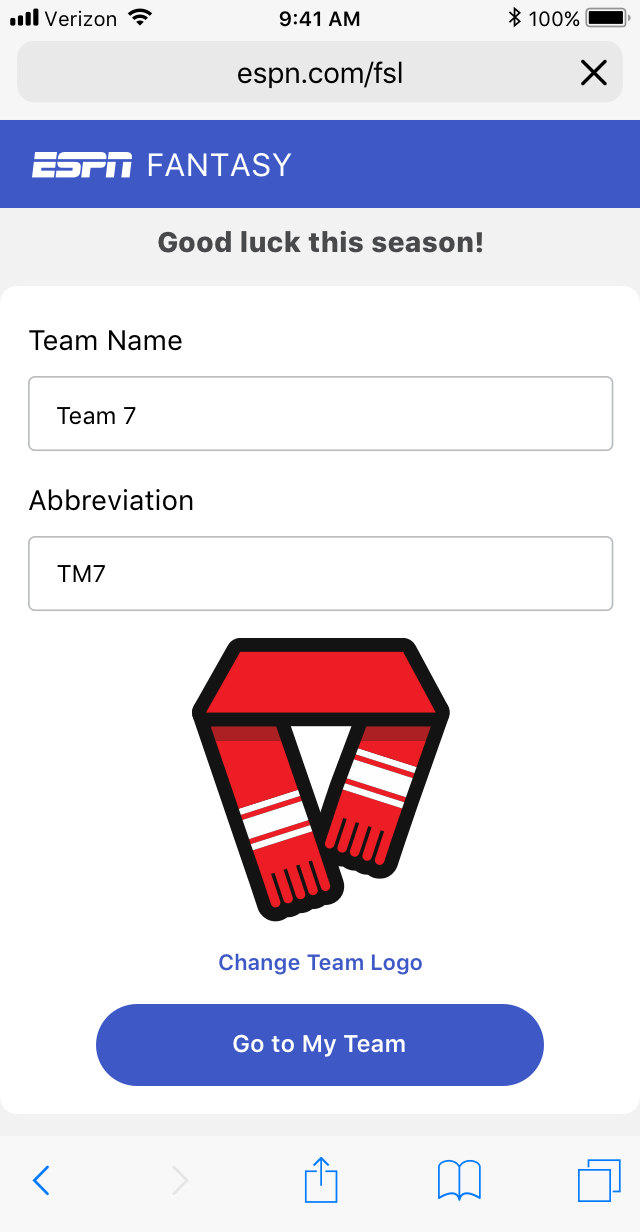 Verizon 9:41 AM 100%
espn.com/fsl
ESPN FANTASY
Good luck this season!
Team Name
Team 7
Abbreviation
TM7
Change Team Logo
Go to My Team